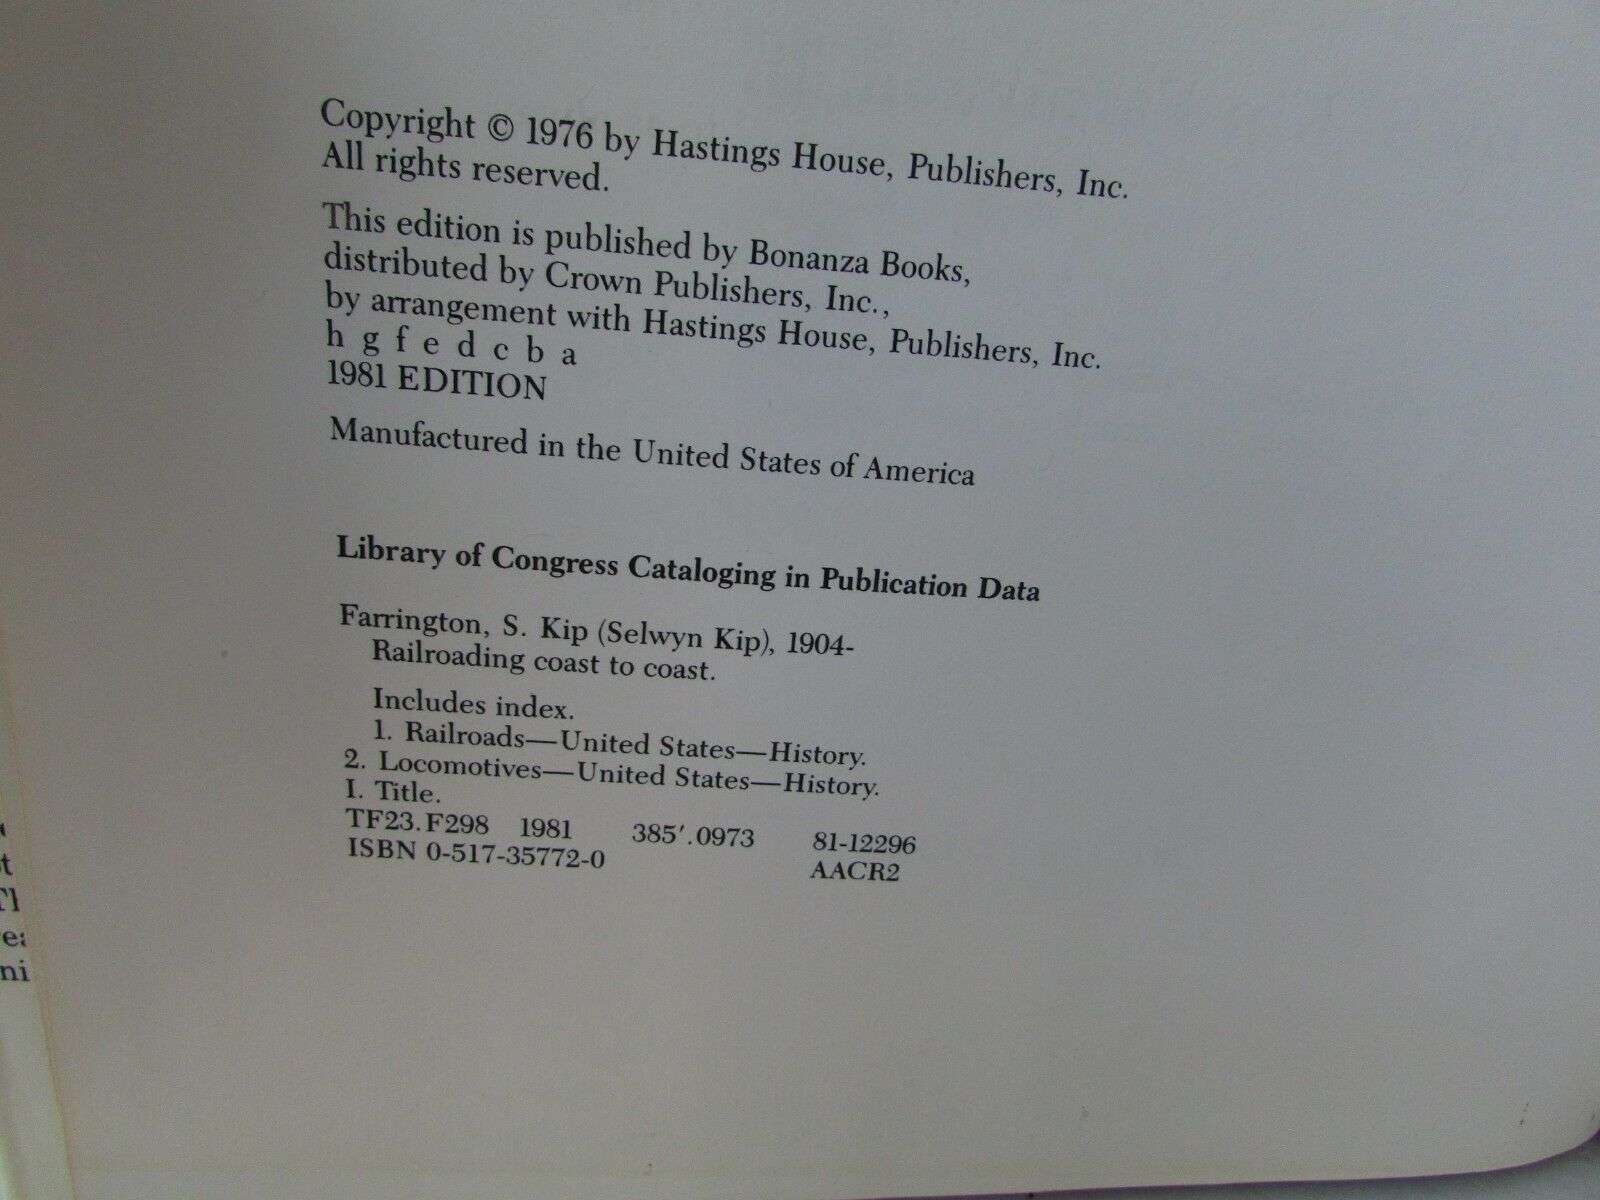 Copyright © 1976 by Hastings House, Publishers, Inc.
All rights reserved.
This edition is published by Bonanza Books,
distributed by Crown Publishers, Inc.,
by arrangement with Hastings House, Publishers, Inc.
h g f e d c b a
1981 EDITION
Manufactured in the United States of America
Library of Congress Cataloging in Publication Data
Farrington, S. Kip (Selwyn Kip), 1904-
Railroading coast to coast.
Includes index.
1. Railroads—United States—History.
2. Locomotives—United States—History.
I. Title.
TF23.F298 1981 385′.0973 81-12296
ISBN 0-517-35772-0 AACR2